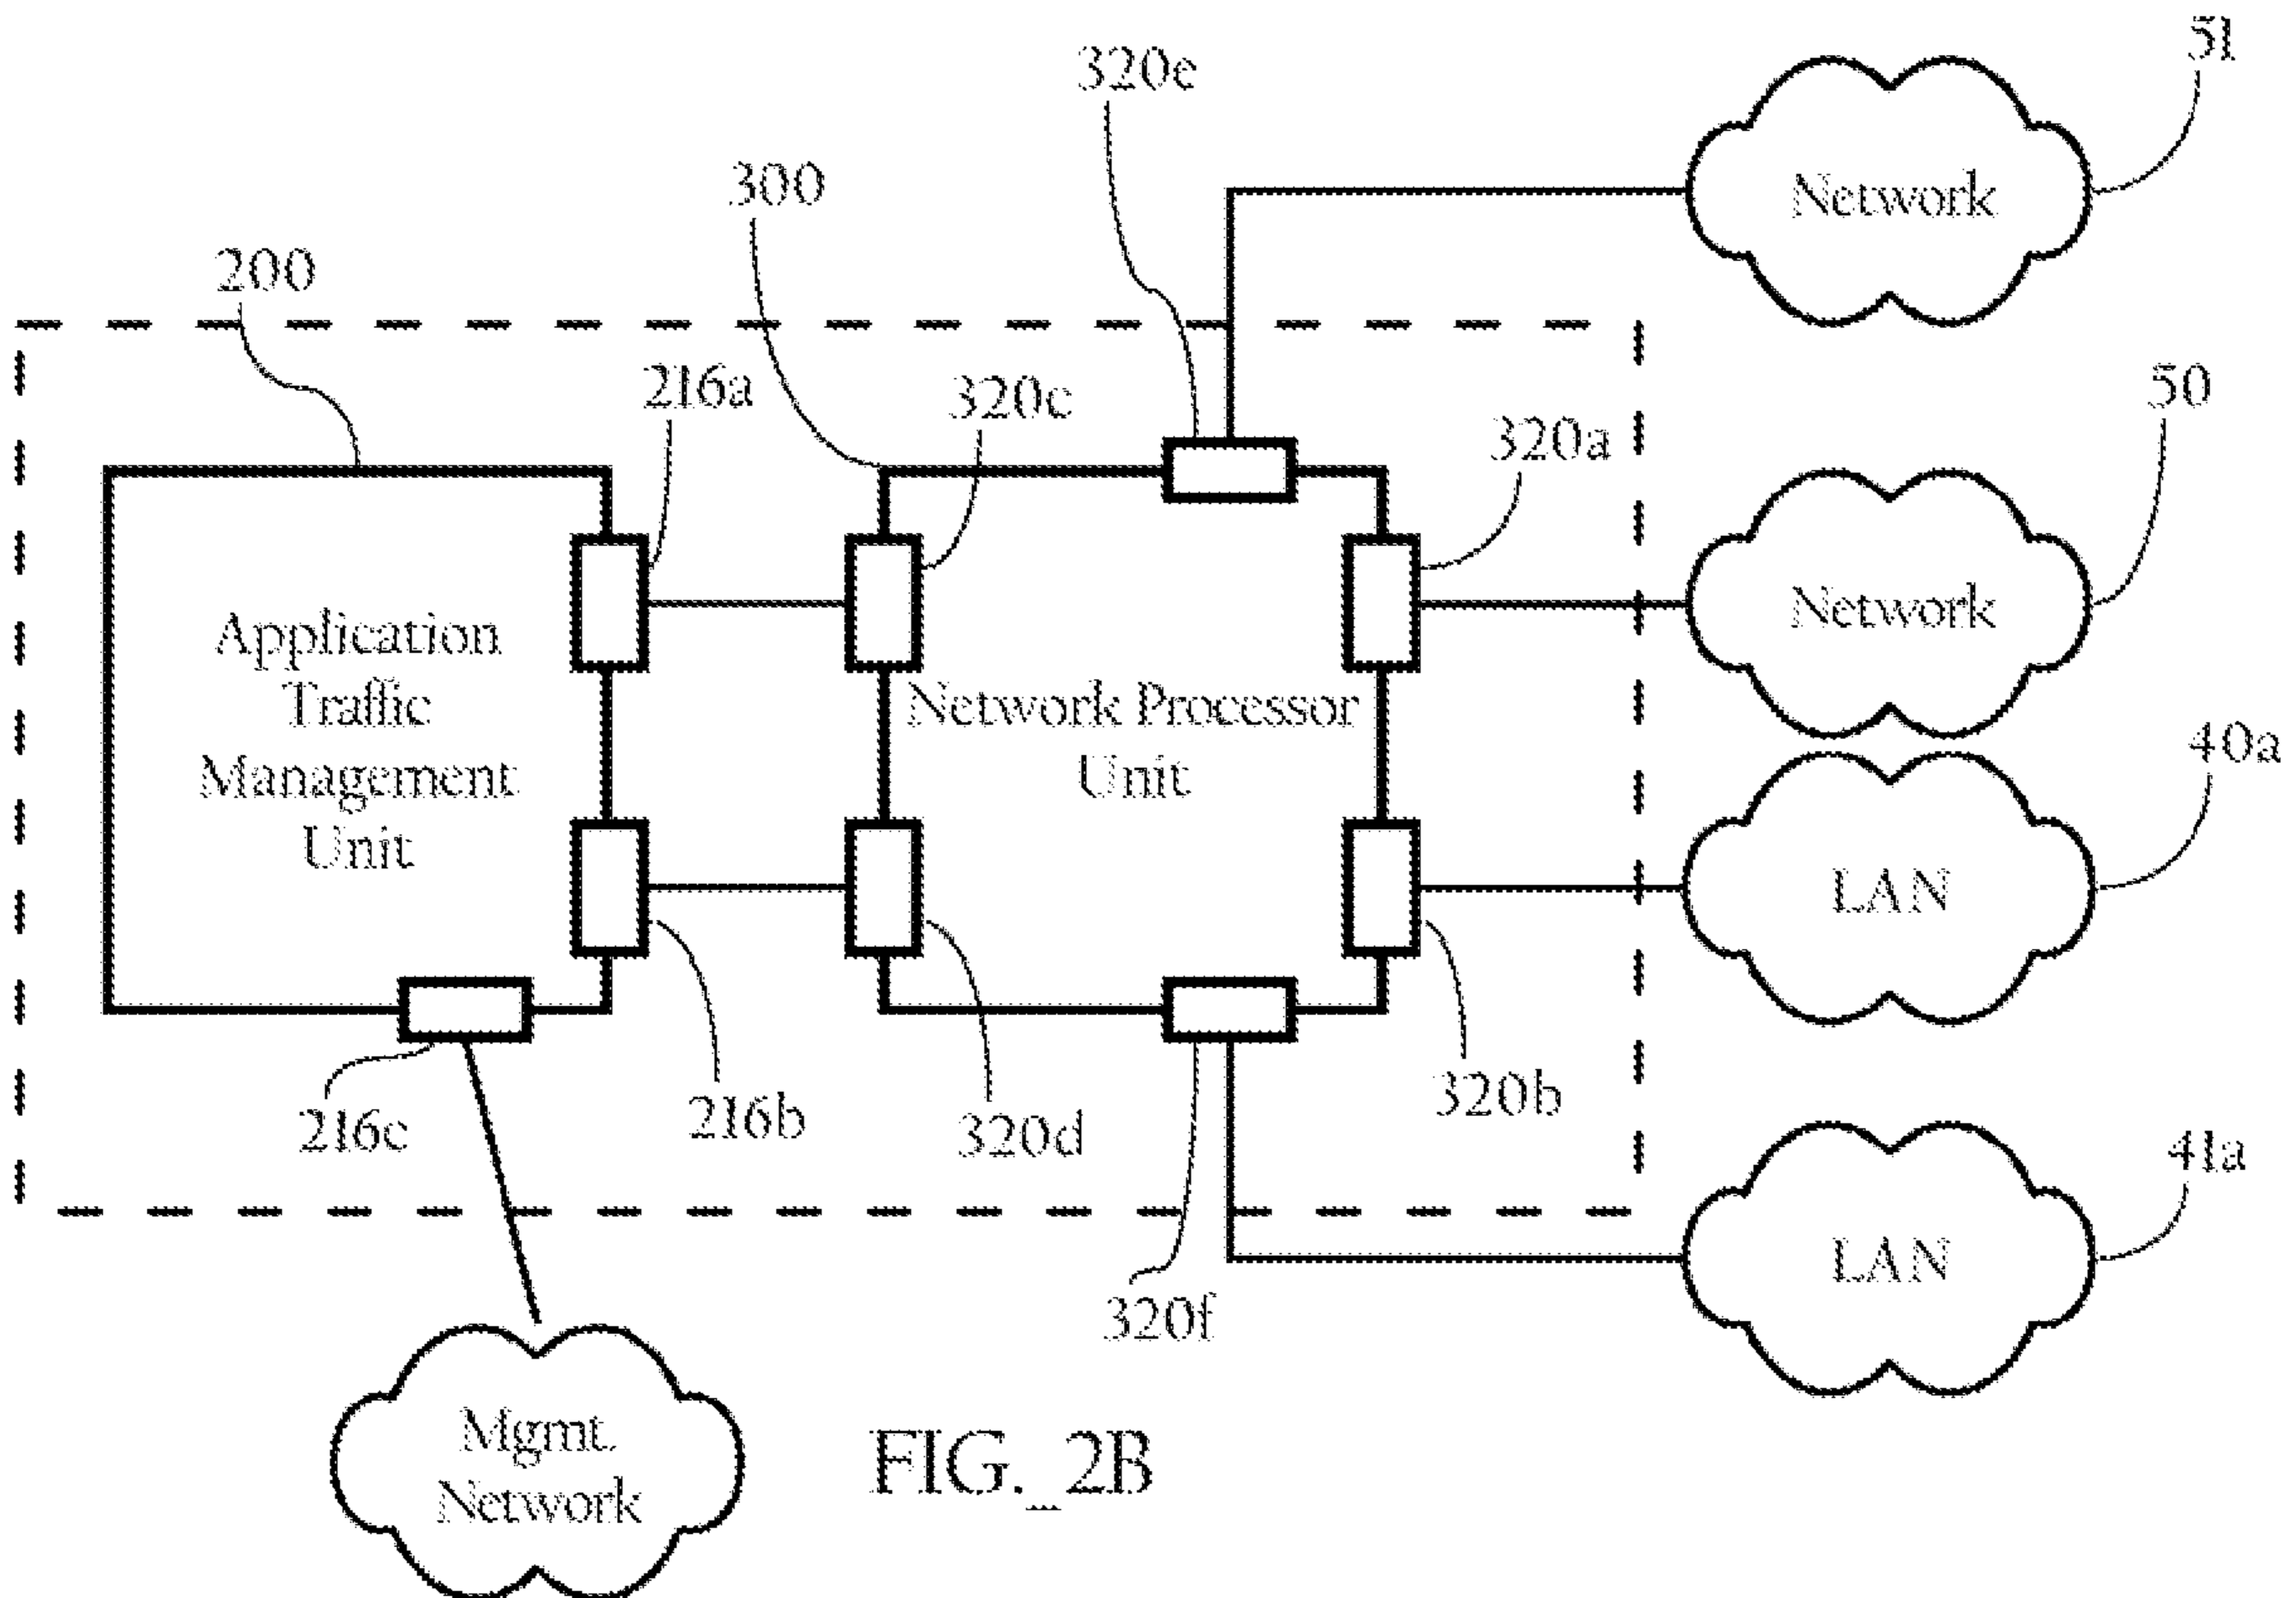 51
320e
Network
300
200
216a
320c
50
320a
Network
Application
Traffic
Management
Unit
Network Processor
Unit
40a
LAN
216c
216b
320d
320b
41a
LAN
320f
Mgmt.
Network
FIG._2B